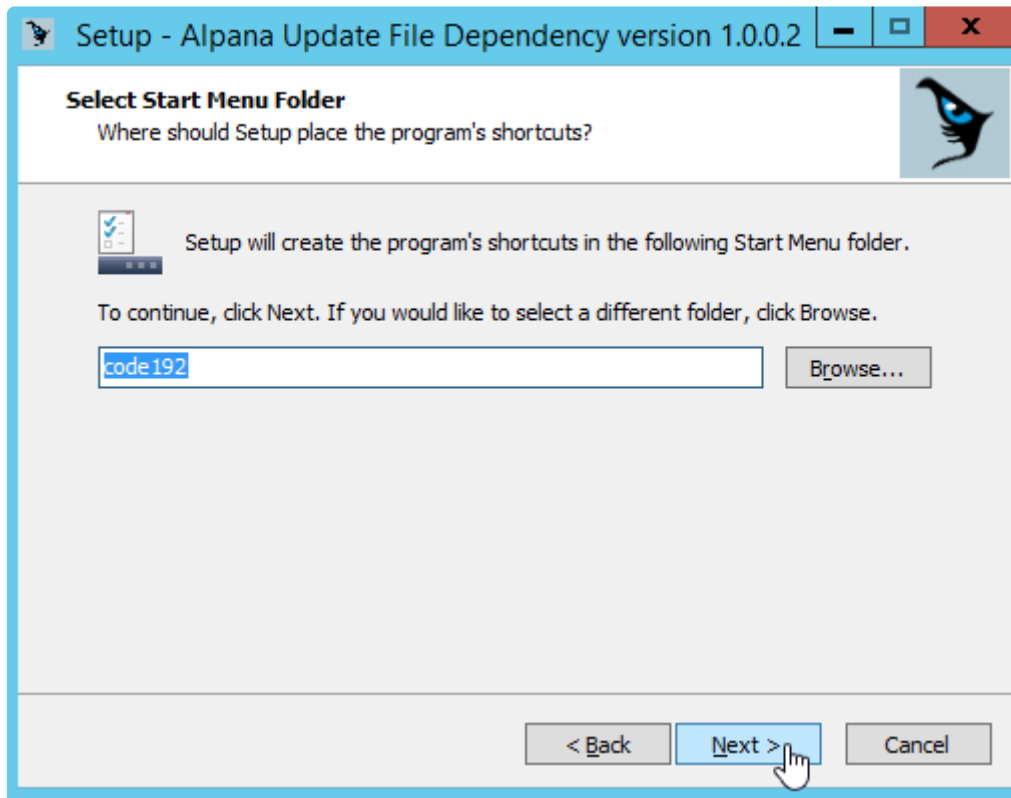 Setup - Alpana Update File Dependency version 1.0.0.2
Select Start Menu Folder
Where should Setup place the program's shortcuts?
Setup will create the program's shortcuts in the following Start Menu folder.
To continue, click Next. If you would like to select a different folder, click Browse.
code192
Browse...
< Back
Next >
Cancel